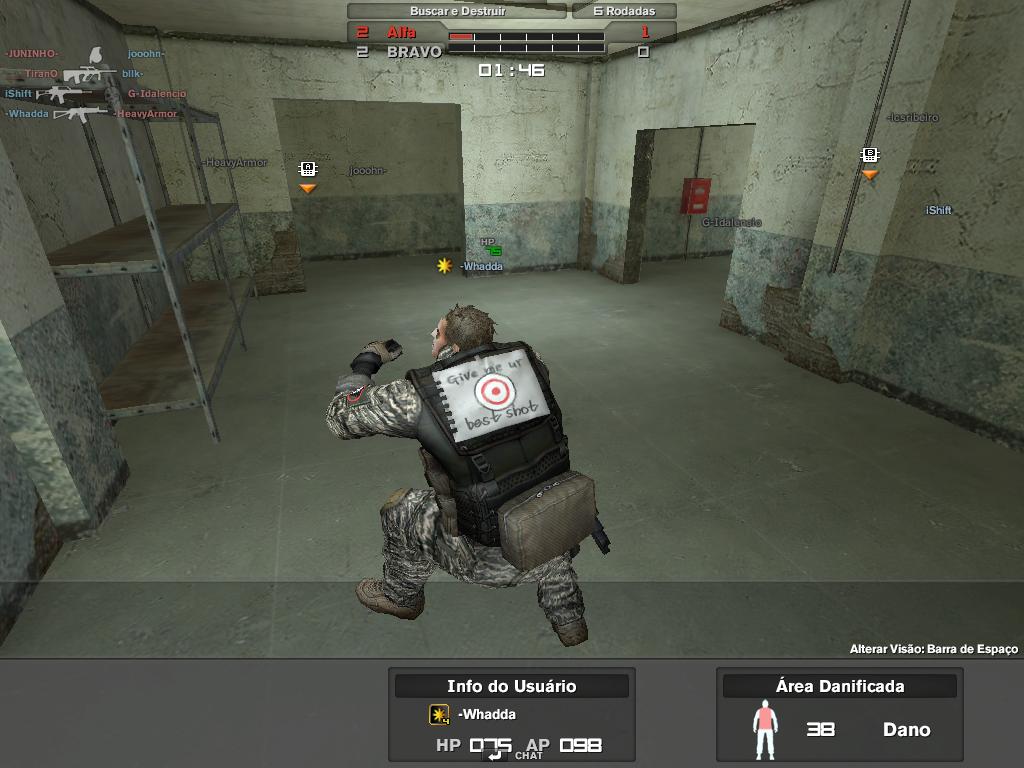 Buscar e Destruir
6 Rodadas
2 Alfa 1
2 BRAVO 0
01:46
-JUNINHO- jooohn-
TiranO bllk-
iShift G-Idalencio
-Whadda -HeavyArmor
-HeavyArmor
A
jooohn-
-lcsribeiro
B
iShift
G-Idalencio
HP
75
-Whadda
Give me ur
best shot
Alterar Visão: Barra de Espaço
Info do Usuário
-Whadda
HP 075 AP 098
CHAT
Área Danificada
38 Dano